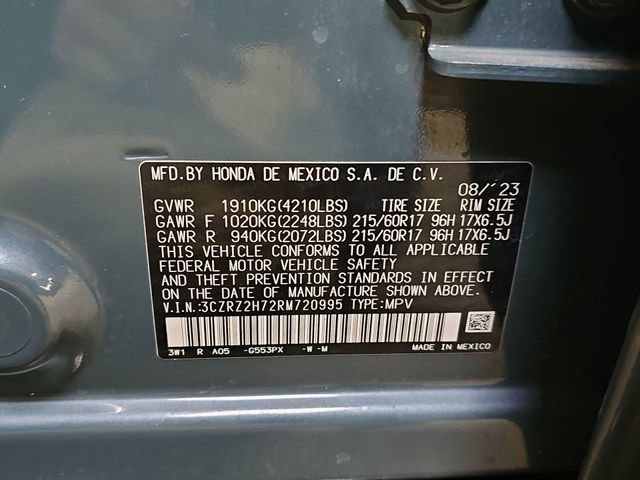 MFD.BY HONDA DE MEXICO S.A. DE C.V.
08/'23
GVWR 1910KG(4210LBS) TIRE SIZE RIM SIZE
GAWR F 1020KG(2248LBS) 215/60R17 96H 17X6.5J
GAWR R 940KG(2072LBS) 215/60R17 96H 17X6.5J
THIS VEHICLE CONFORMS TO ALL APPLICABLE
FEDERAL MOTOR VEHICLE SAFETY
AND THEFT PREVENTION STANDARDS IN EFFECT
ON THE DATE OF MANUFACTURE SHOWN ABOVE.
V.I.N.:3CZRZ2H72RM720995 TYPE:MPV
3W1 R A05 -G553PX -W-M MADE IN MEXICO